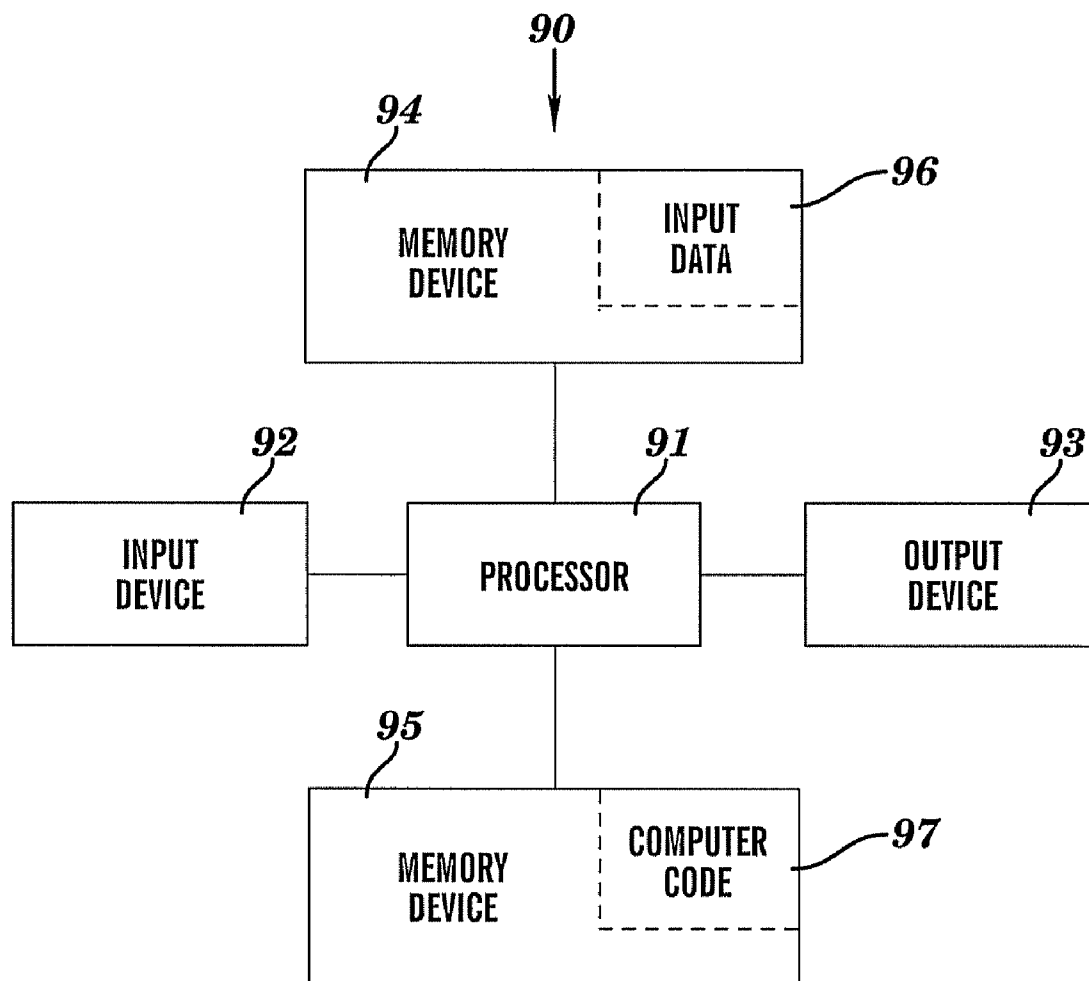 90
94
96
MEMORY
DEVICE
INPUT
DATA
92
91
93
INPUT
DEVICE
PROCESSOR
OUTPUT
DEVICE
95
97
MEMORY
DEVICE
COMPUTER
CODE